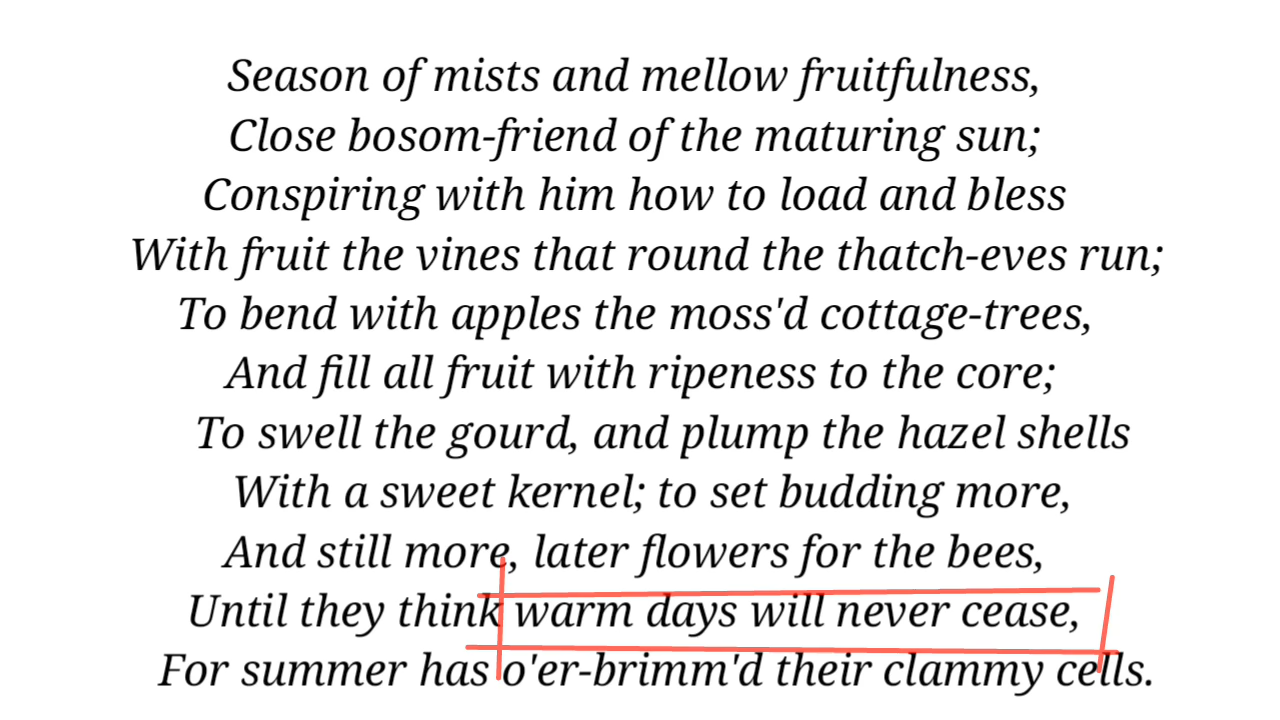 Season of mists and mellow fruitfulness,
Close bosom-friend of the maturing sun;
Conspiring with him how to load and bless
With fruit the vines that round the thatch-eves run;
To bend with apples the moss'd cottage-trees,
And fill all fruit with ripeness to the core;
To swell the gourd, and plump the hazel shells
With a sweet kernel; to set budding more,
And still more, later flowers for the bees,
Until they think warm days will never cease,
For summer has o'er-brimm'd their clammy cells.